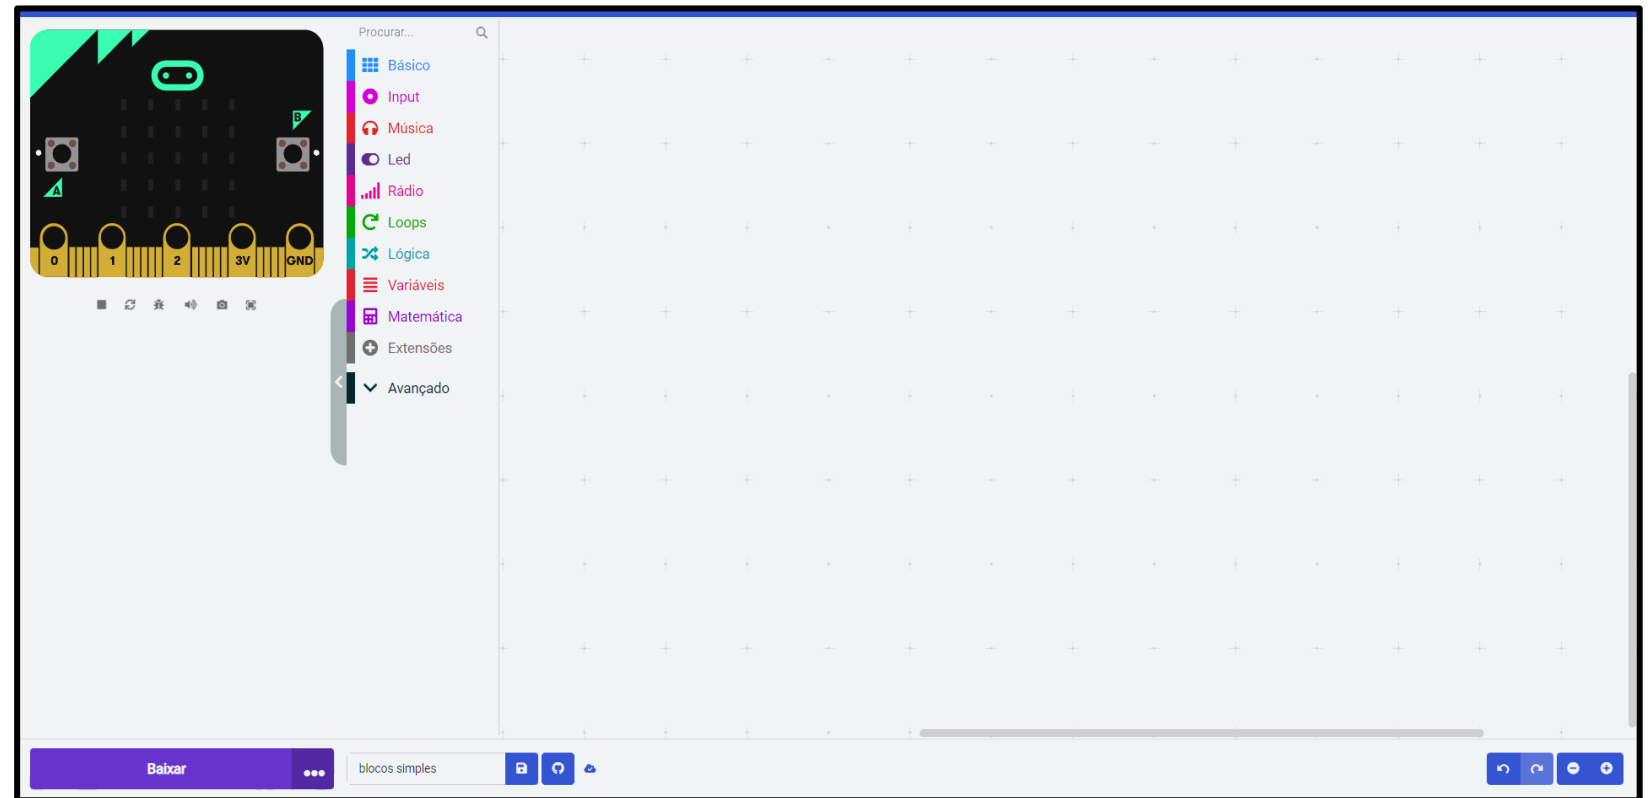 Procurar...
Básico
Input
Música
Led
Rádio
Loops
Lógica
Variáveis
Matemática
Extensões
Avançado
B
A
0 1 2 3V GND
Baixar
blocos simples